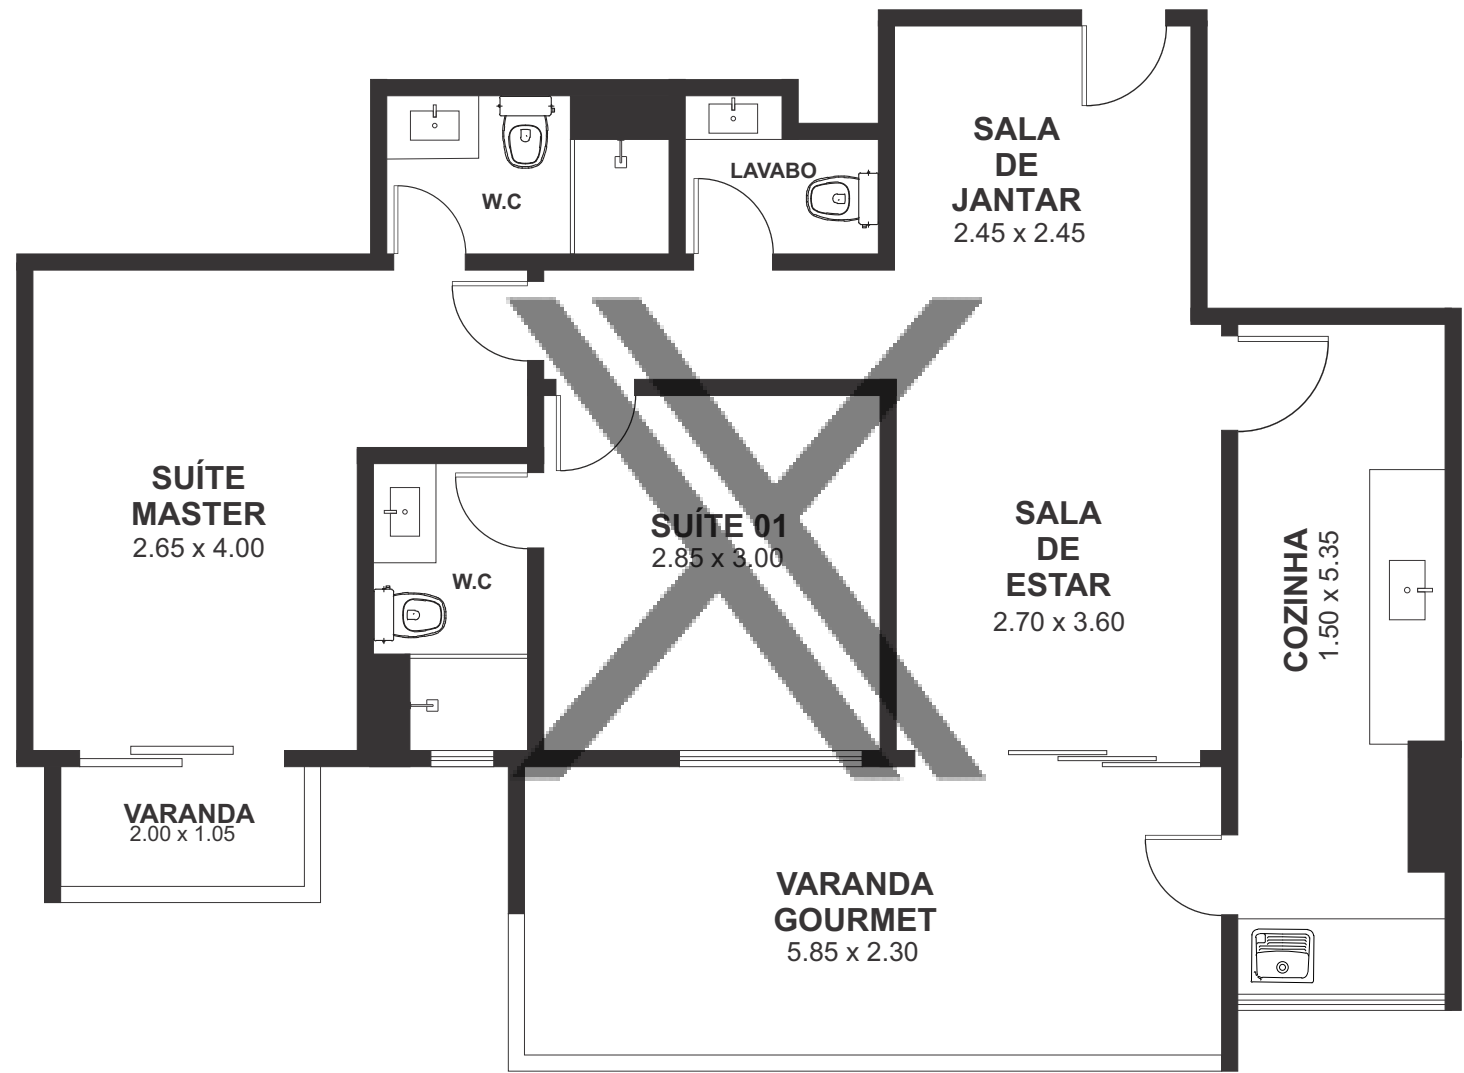 SALA
DE
JANTAR
2.45 x 2.45
LAVABO
W.C
SUÍTE
MASTER
2.65 x 4.00
SUÍTE 01
2.85 x 3.00
W.C
SALA
DE
ESTAR
2.70 x 3.60
COZINHA
1.50 x 5.35
VARANDA
2.00 x 1.05
VARANDA
GOURMET
5.85 x 2.30